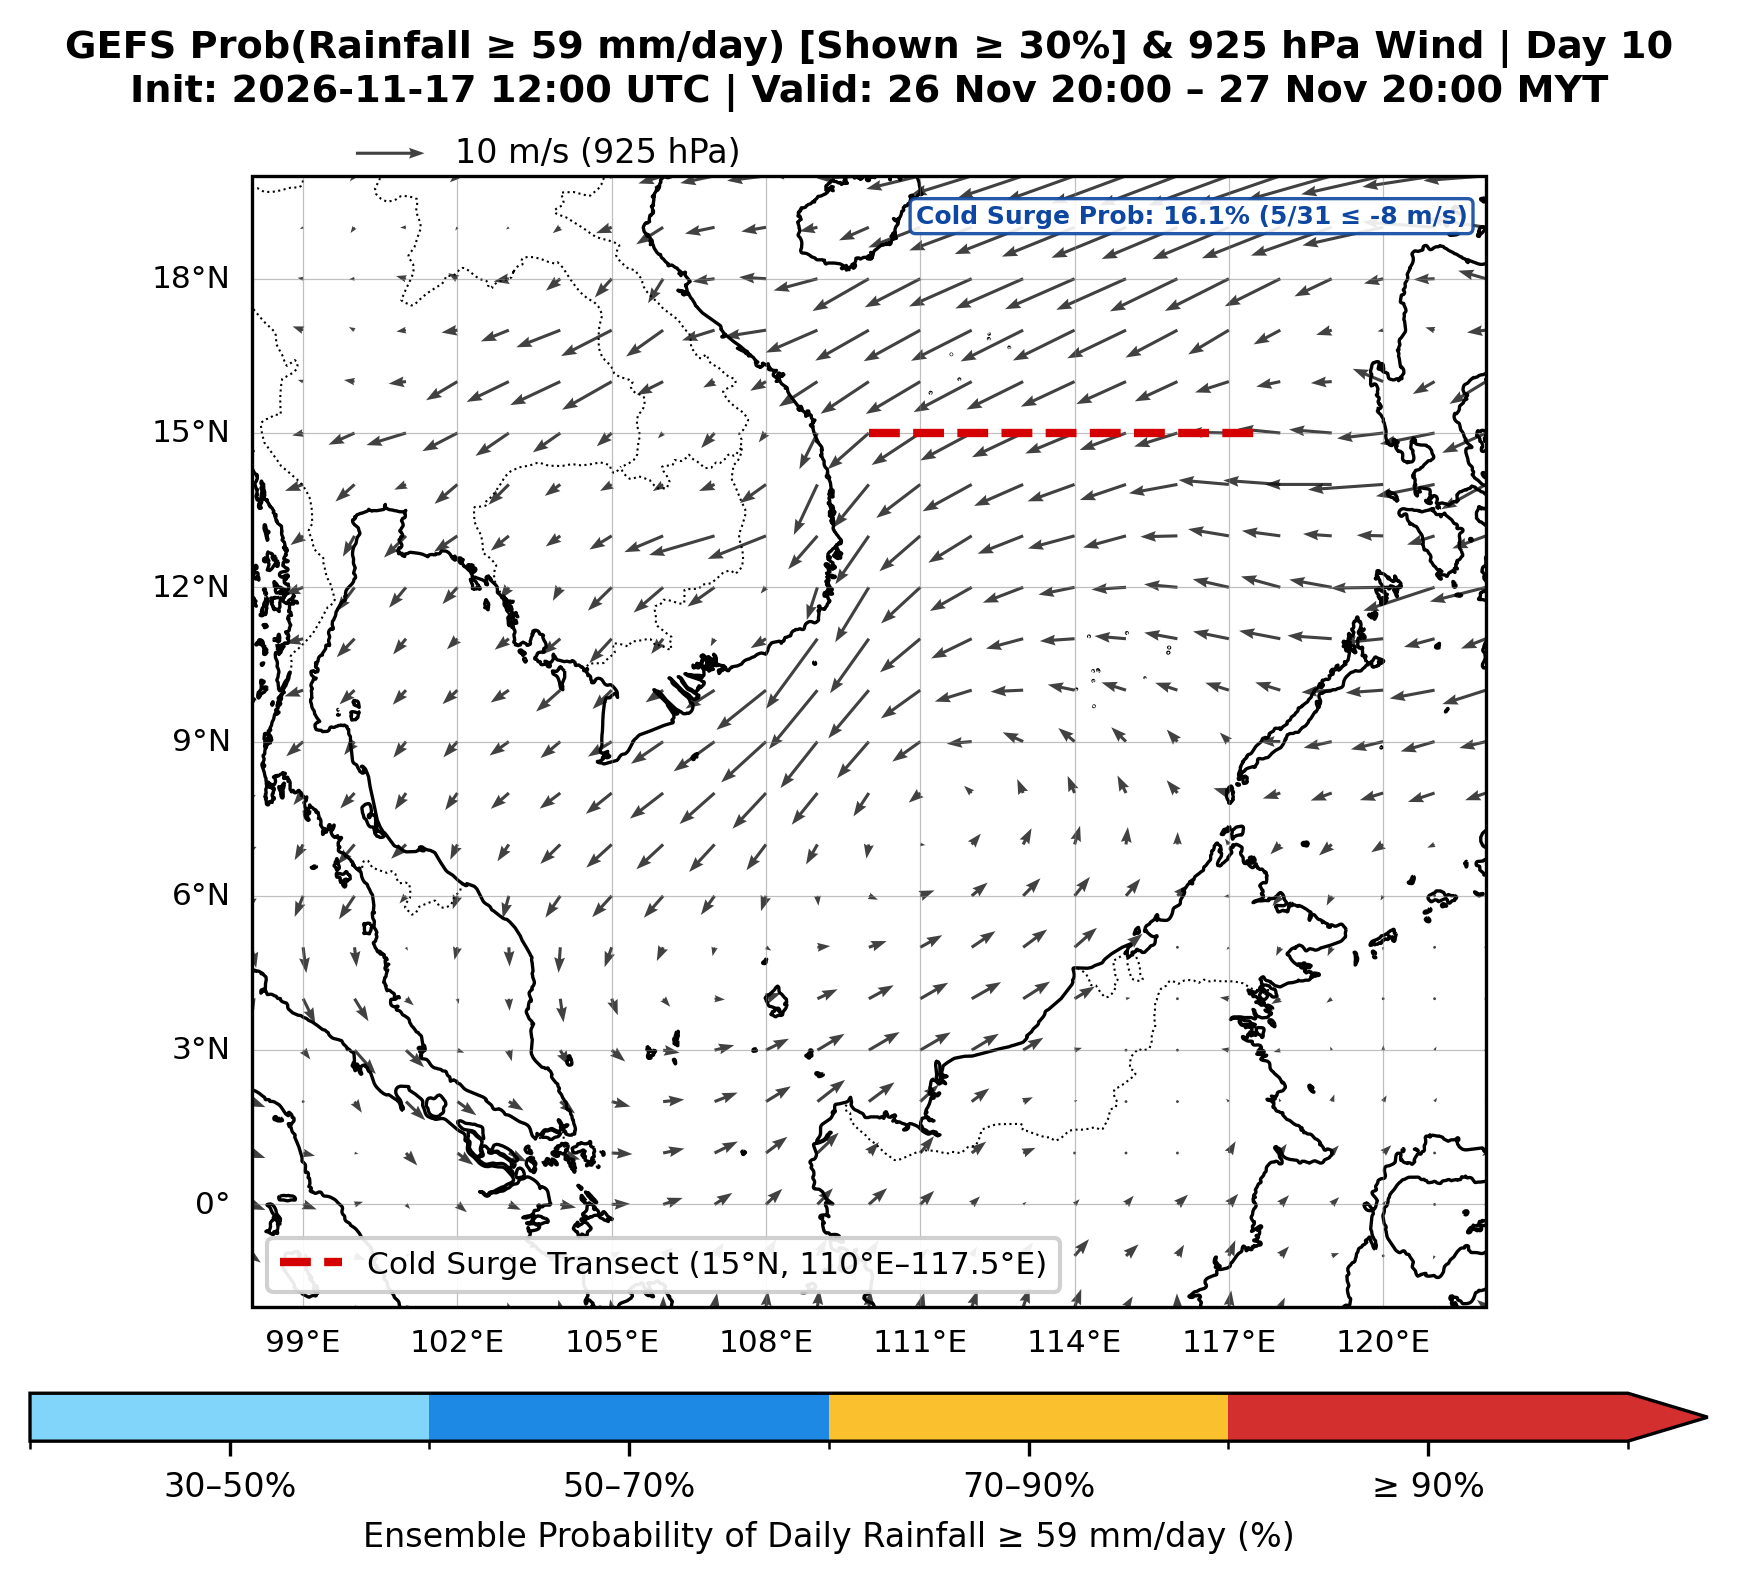 GEFS Prob(Rainfall ≥ 59 mm/day) [Shown ≥ 30%] & 925 hPa Wind | Day 10
Init: 2026-11-17 12:00 UTC | Valid: 26 Nov 20:00 – 27 Nov 20:00 MYT
10 m/s (925 hPa)
Cold Surge Prob: 16.1% (5/31 ≤ -8 m/s)
18°N
15°N
12°N
9°N
6°N
3°N
0°
Cold Surge Transect (15°N, 110°E–117.5°E)
99°E 102°E 105°E 108°E 111°E 114°E 117°E 120°E
30–50% 50–70% 70–90% ≥ 90%
Ensemble Probability of Daily Rainfall ≥ 59 mm/day (%)